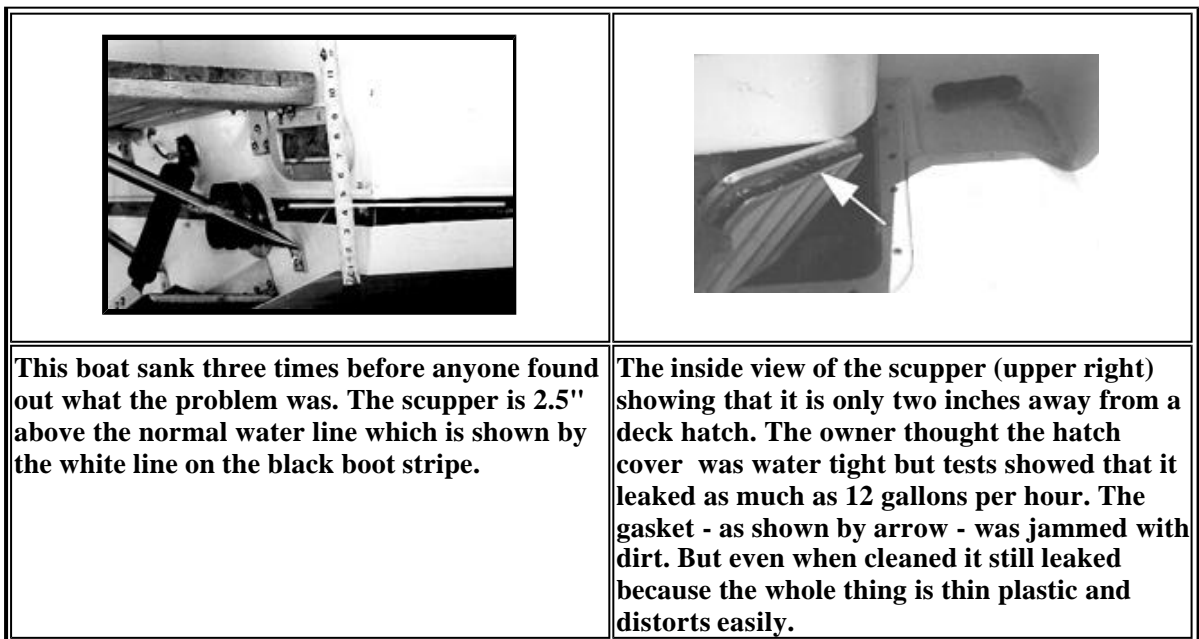 This boat sank three times before anyone found
out what the problem was. The scupper is 2.5"
above the normal water line which is shown by
the white line on the black boot stripe.
The inside view of the scupper (upper right)
showing that it is only two inches away from a
deck hatch. The owner thought the hatch
cover was water tight but tests showed that it
leaked as much as 12 gallons per hour. The
gasket - as shown by arrow - was jammed with
dirt. But even when cleaned it still leaked
because the whole thing is thin plastic and
distorts easily.